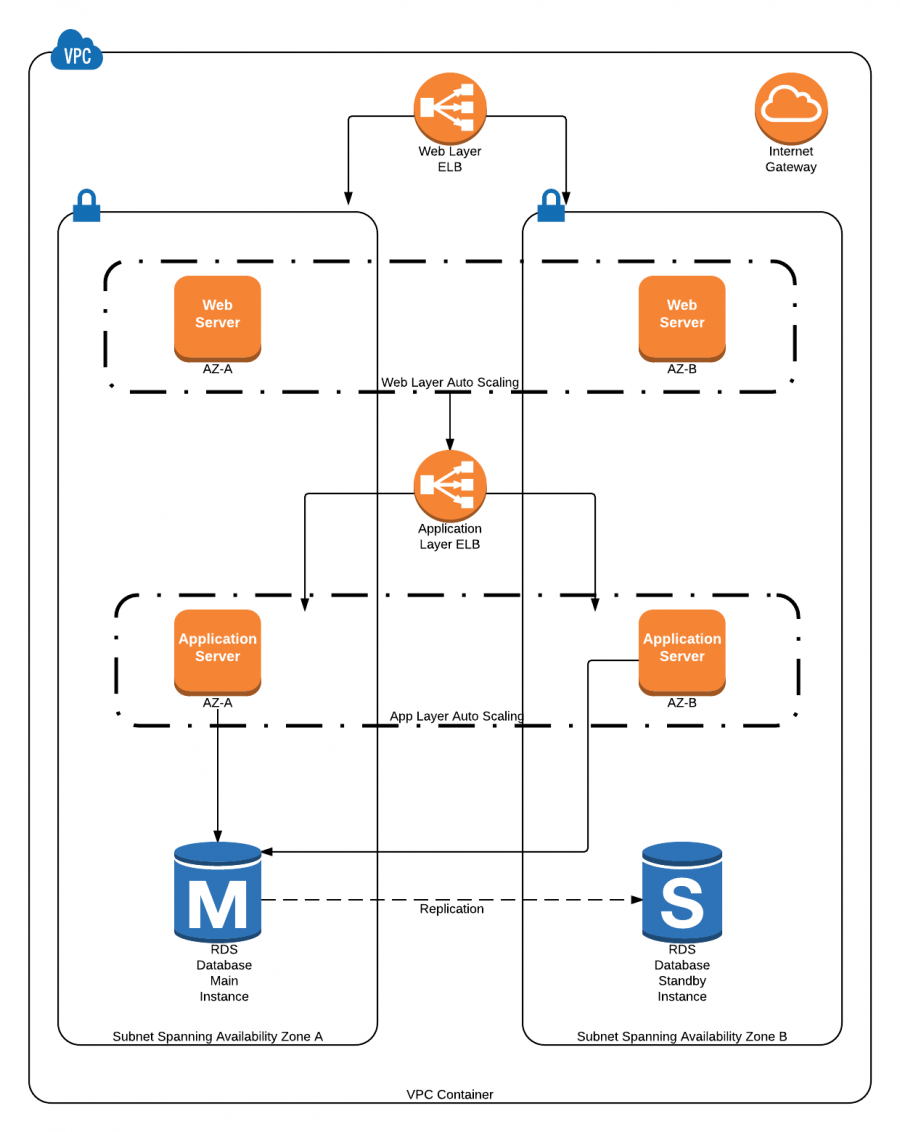 VPC
Web Layer
ELB
Internet
Gateway
Web
Server
AZ-A
Web
Server
AZ-B
Web Layer Auto Scaling
Application
Layer ELB
Application
Server
AZ-A
Application
Server
AZ-B
App Layer Auto Scaling
M
RDS
Database
Main
Instance
Replication
S
RDS
Database
Standby
Instance
Subnet Spanning Availability Zone A
Subnet Spanning Availability Zone B
VPC Container